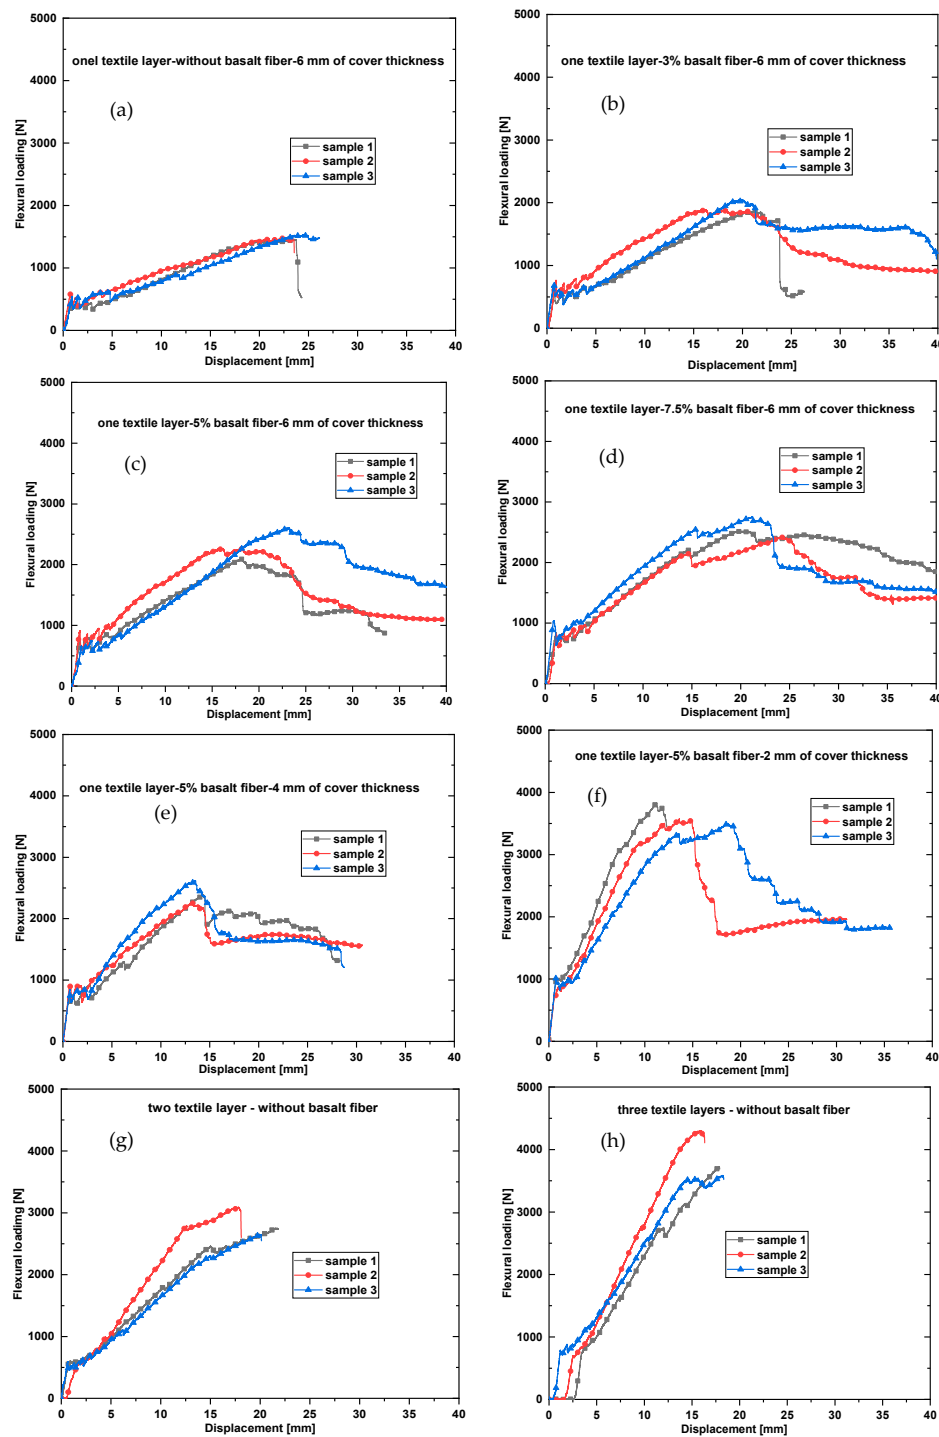 5000
onel textile layer-without basalt fiber-6 mm of cover thickness
4000
(a)
sample 1
sample 2
sample 3
3000
2000
1000
0
Flexural loading [N]
0 5 10 15 20 25 30 35 40
Displacement [mm]
5000
one textile layer-3% basalt fiber-6 mm of cover thickness
4000
(b)
sample 1
sample 2
sample 3
3000
2000
1000
0
Flexural loading [N]
0 5 10 15 20 25 30 35 40
Displacement [mm]
5000
one textile layer-5% basalt fiber-6 mm of cover thickness
4000
(c)
sample 1
sample 2
sample 3
3000
2000
1000
0
Flexural loading [N]
0 5 10 15 20 25 30 35 40
Displacement [mm]
5000
one textile layer-7.5% basalt fiber-6 mm of cover thickness
4000
(d)
sample 1
sample 2
sample 3
3000
2000
1000
0
Flexural loading [N]
0 5 10 15 20 25 30 35 40
Displacement [mm]
5000
one textile layer-5% basalt fiber-4 mm of cover thickness
4000
(e)
sample 1
sample 2
sample 3
3000
2000
1000
0
Flexural loading [N]
0 5 10 15 20 25 30 35 40
Displacement [mm]
5000
one textile layer-5% basalt fiber-2 mm of cover thickness
4000
(f)
sample 1
sample 2
sample 3
3000
2000
1000
0
Flexural loading [N]
0 5 10 15 20 25 30 35 40
Displacement [mm]
5000
two textile layer - without basalt fiber
4000
(g)
sample 1
sample 2
sample 3
3000
2000
1000
0
Flexural loading [N]
0 5 10 15 20 25 30 35 40
Displacement [mm]
5000
three textile layers - without basalt fiber
4000
(h)
sample 1
sample 2
sample 3
3000
2000
1000
0
Flexural loading [N]
0 5 10 15 20 25 30 35 40
Displacement [mm]